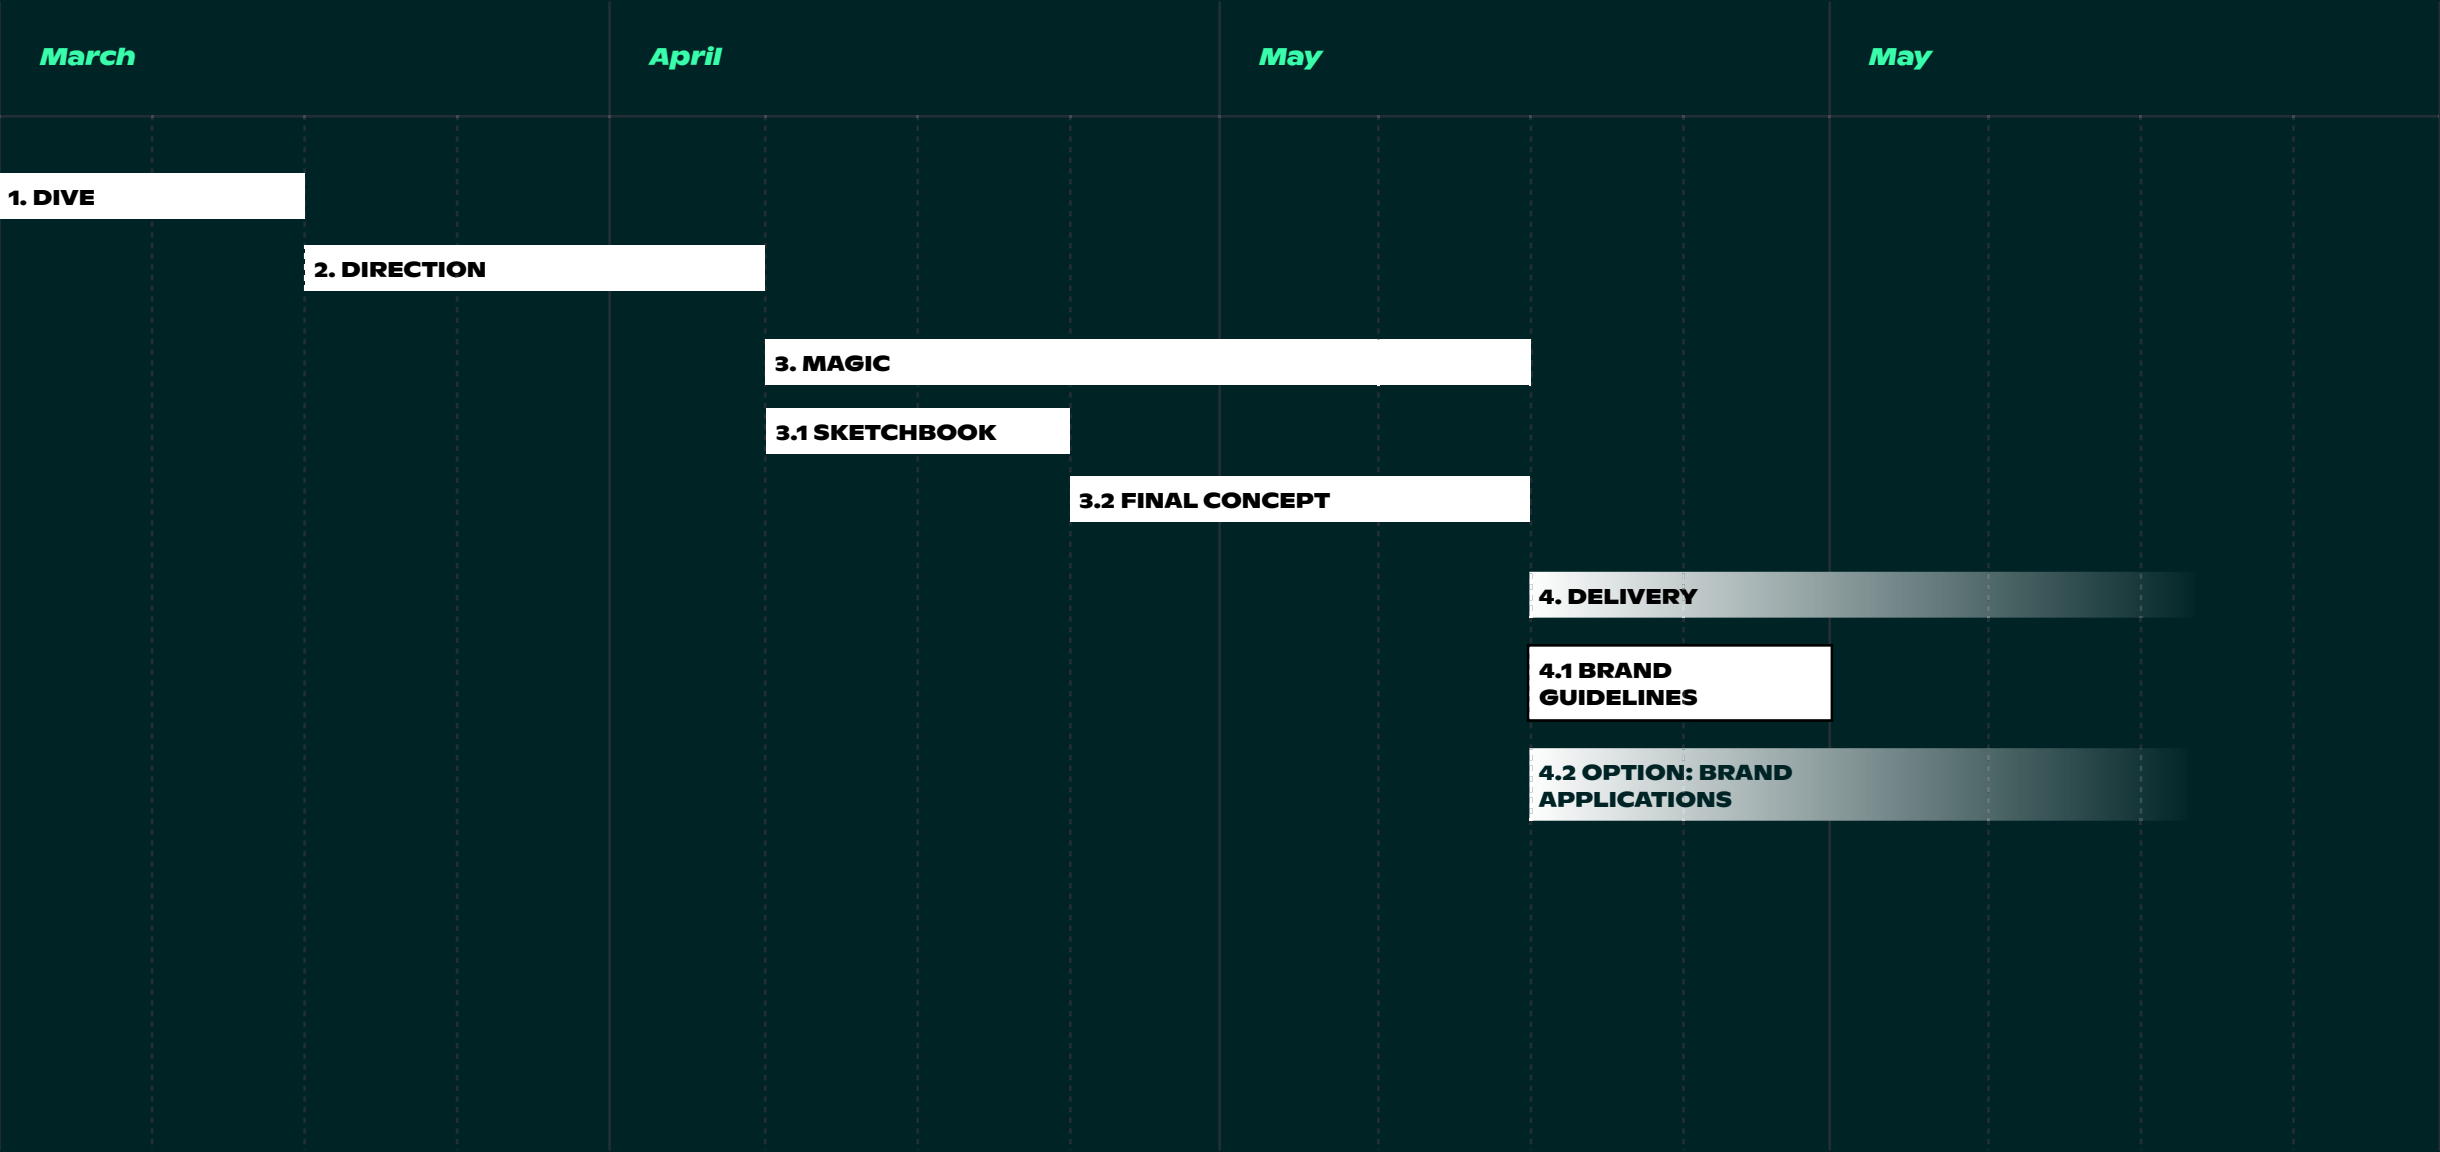 March
April
May
May
1. DIVE
2. DIRECTION
3. MAGIC
3.1 SKETCHBOOK
3.2 FINAL CONCEPT
4. DELIVERY
4.1 BRAND
GUIDELINES
4.2 OPTION: BRAND
APPLICATIONS